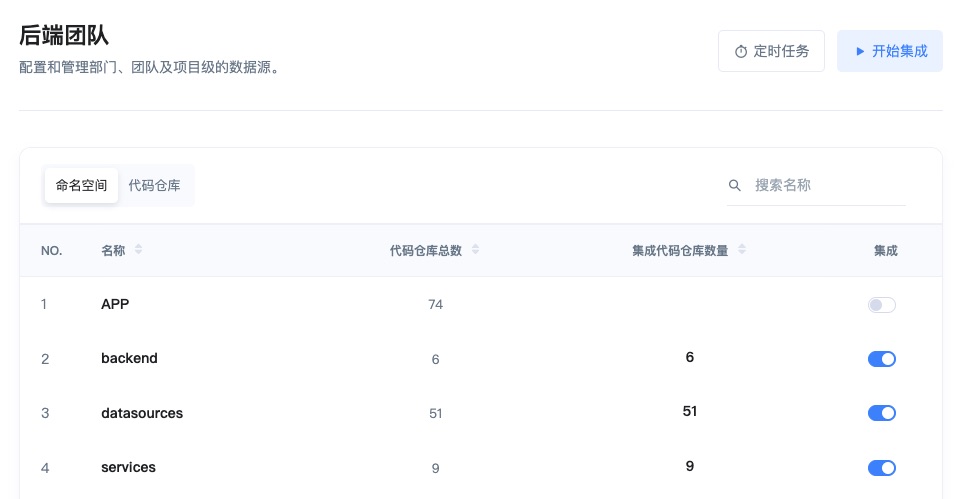 后端团队
配置和管理部门、团队及项目级的数据源。
定时任务 开始集成
命名空间 代码仓库 搜索名称
NO. 名称 代码仓库总数 集成代码仓库数量 集成
1 APP 74
2 backend 6 6
3 datasources 51 51
4 services 9 9